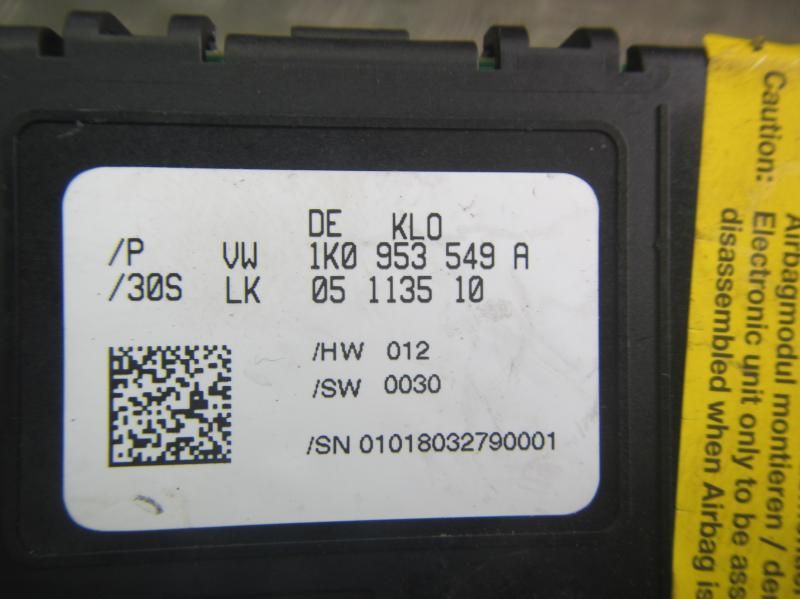 DE KLO
/P VW 1K0 953 549 A
/30S LK 05 1135 10
/HW 012
/SW 0030
/SN 01018032790001
Caution:
Airbagmodul montieren /
Electronic unit only to be
disassembled when Airbag is